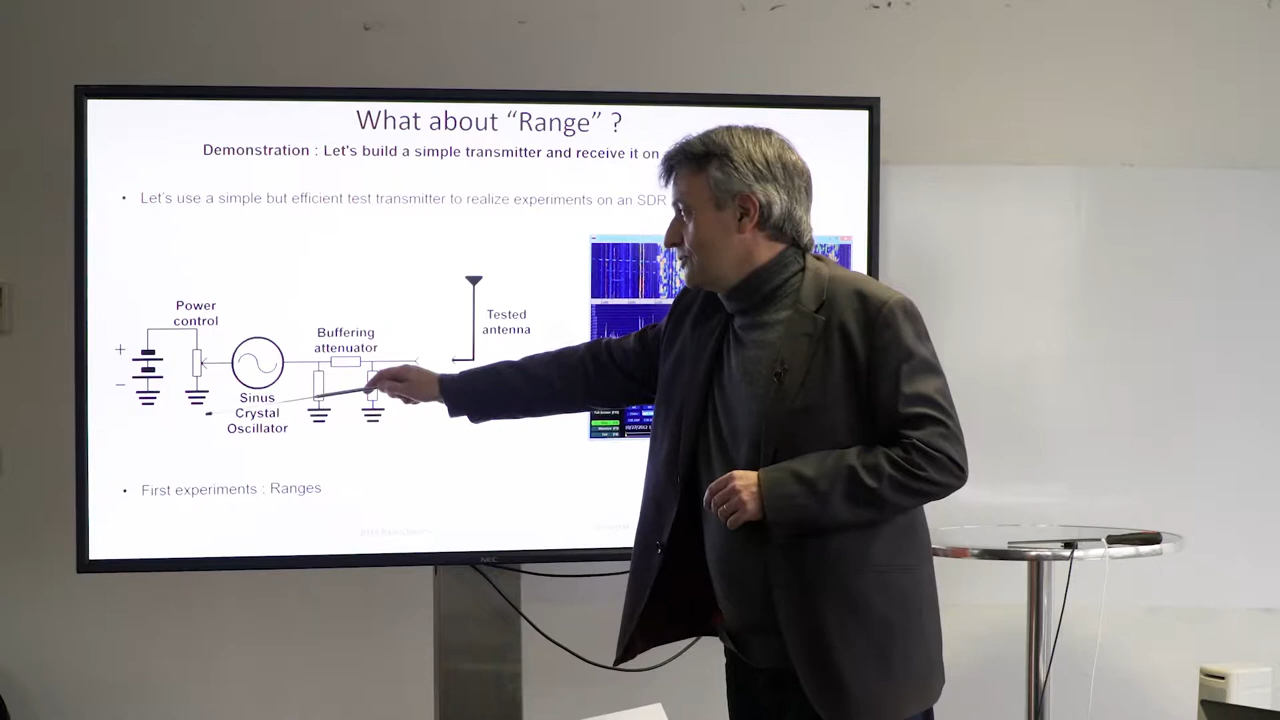 What about “Range” ?
Demonstration : Let's build a simple transmitter and receive it on
• Let's use a simple but efficient test transmitter to realize experiments on an SDR
Power
control
+
−
Sinus
Crystal
Oscillator
Buffering
attenuator
Tested
antenna
• First experiments : Ranges
NEC